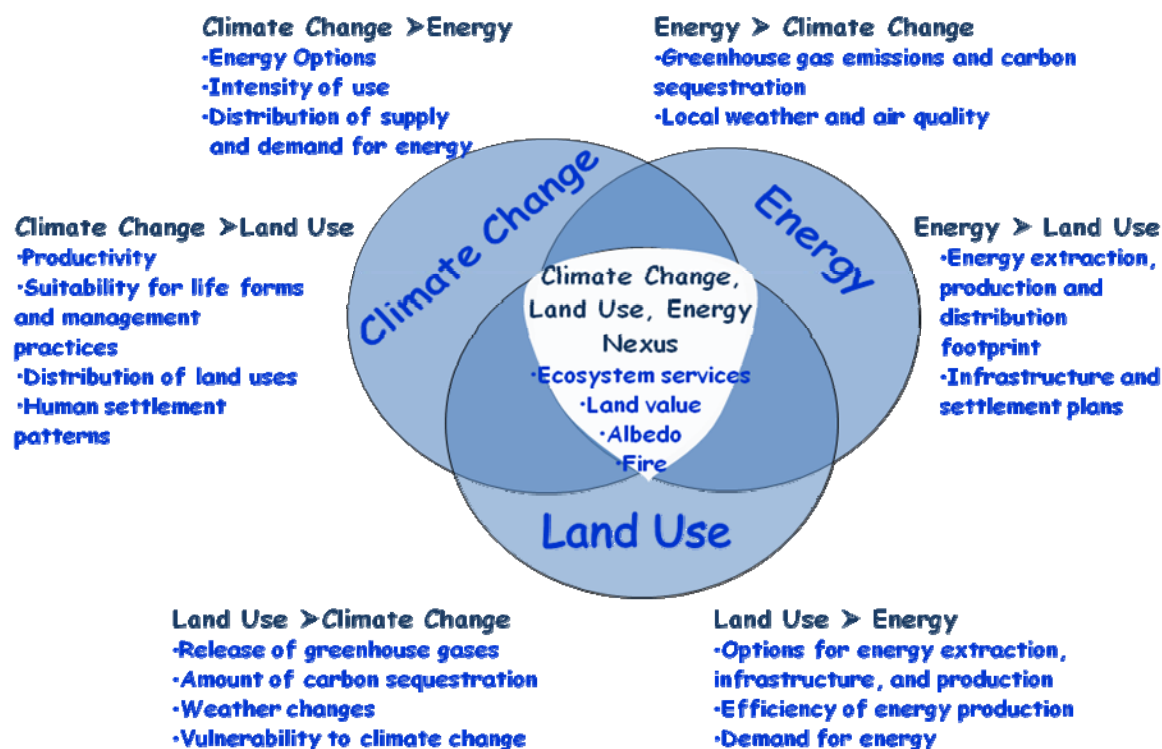 Climate Change ➤Energy
•Energy Options
•Intensity of use
•Distribution of supply
and demand for energy
Energy ➤ Climate Change
•Greenhouse gas emissions and carbon
sequestration
•Local weather and air quality
Climate Change
Energy
Climate Change ➤Land Use
•Productivity
•Suitability for life forms
and management
practices
•Distribution of land uses
•Human settlement
patterns
Climate Change,
Land Use, Energy
Nexus
•Ecosystem services
•Land value
•Albedo
•Fire
Energy ➤ Land Use
•Energy extraction,
production and
distribution
footprint
•Infrastructure and
settlement plans
Land Use
Land Use ➤Climate Change
•Release of greenhouse gases
•Amount of carbon sequestration
•Weather changes
•Vulnerability to climate change
Land Use ➤ Energy
•Options for energy extraction,
infrastructure, and production
•Efficiency of energy production
•Demand for energy